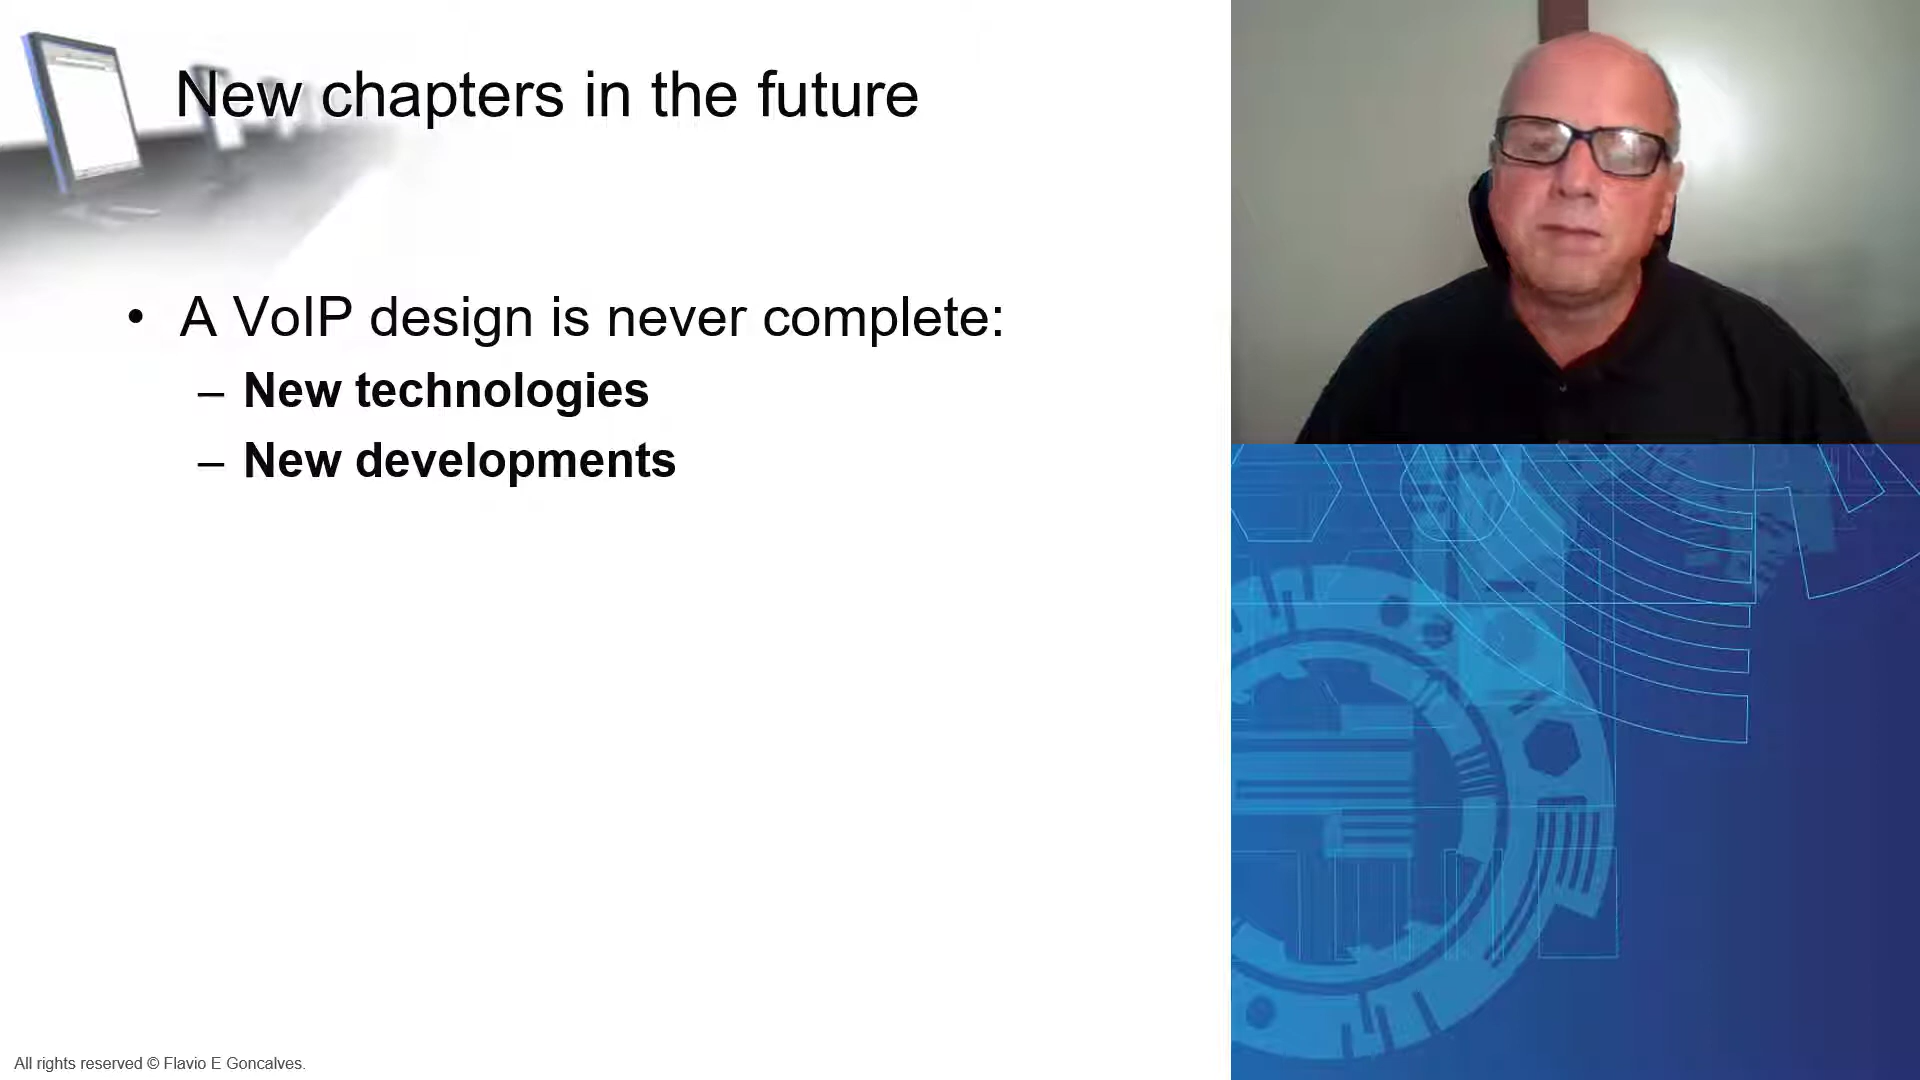 New chapters in the future
• A VoIP design is never complete:
– New technologies
– New developments
All rights reserved © Flavio E Goncalves.